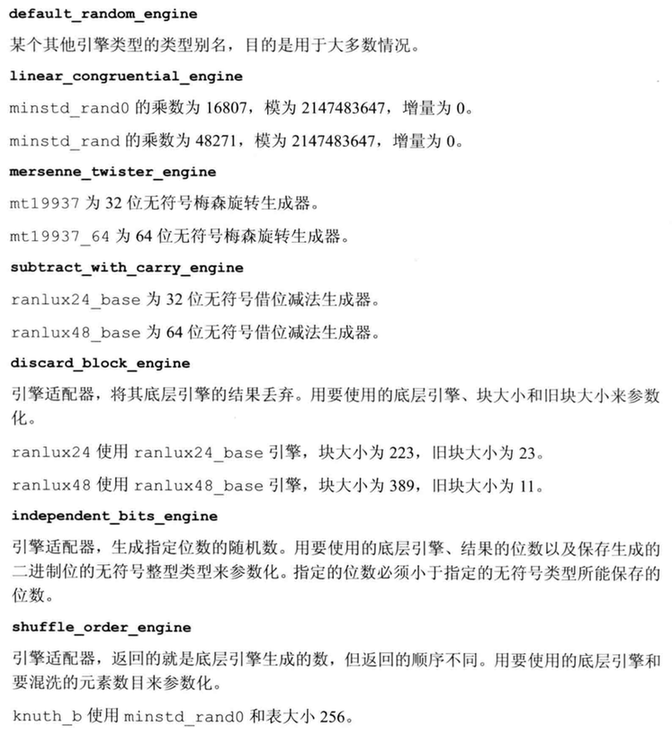 default_random_engine
某个其他引擎类型的类型别名，目的是用于大多数情况。
linear_congruential_engine
minstd_rand0 的乘数为 16807，模为 2147483647，增量为 0。
minstd_rand 的乘数为 48271，模为 2147483647，增量为 0。
mersenne_twister_engine
mt19937 为 32 位无符号梅森旋转生成器。
mt19937_64 为 64 位无符号梅森旋转生成器。
subtract_with_carry_engine
ranlux24_base 为 32 位无符号借位减法生成器。
ranlux48_base 为 64 位无符号借位减法生成器。
discard_block_engine
引擎适配器，将其底层引擎的结果丢弃。用要使用的底层引擎、块大小和旧块大小来参数
化。
ranlux24 使用 ranlux24_base 引擎，块大小为 223，旧块大小为 23。
ranlux48 使用 ranlux48_base 引擎，块大小为 389，旧块大小为 11。
independent_bits_engine
引擎适配器，生成指定位数的随机数。用要使用的底层引擎、结果的位数以及保存生成的
二进制位的无符号整型类型来参数化。指定的位数必须小于指定的无符号类型所能保存的
位数。
shuffle_order_engine
引擎适配器，返回的就是底层引擎生成的数，但返回的顺序不同。用要使用的底层引擎和
要混洗的元素数目来参数化。
knuth_b 使用 minstd_rand0 和表大小 256。